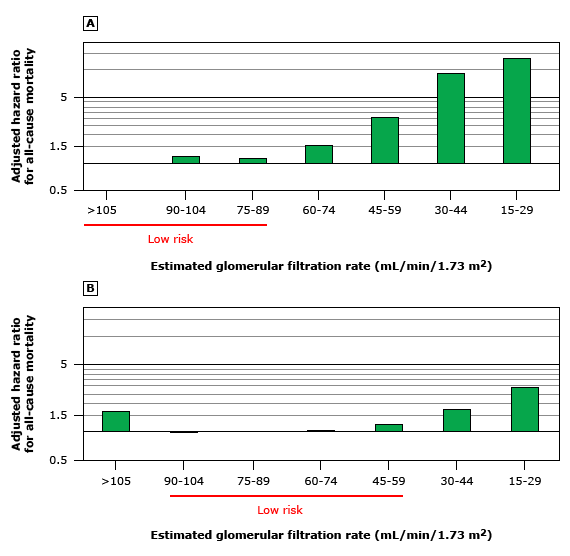 A
Adjusted hazard ratio
for all-cause mortality
5
1.5
0.5
>105 90-104 75-89 60-74 45-59 30-44 15-29
Low risk
Estimated glomerular filtration rate (mL/min/1.73 m²)
B
Adjusted hazard ratio
for all-cause mortality
5
1.5
0.5
>105 90-104 75-89 60-74 45-59 30-44 15-29
Low risk
Estimated glomerular filtration rate (mL/min/1.73 m²)